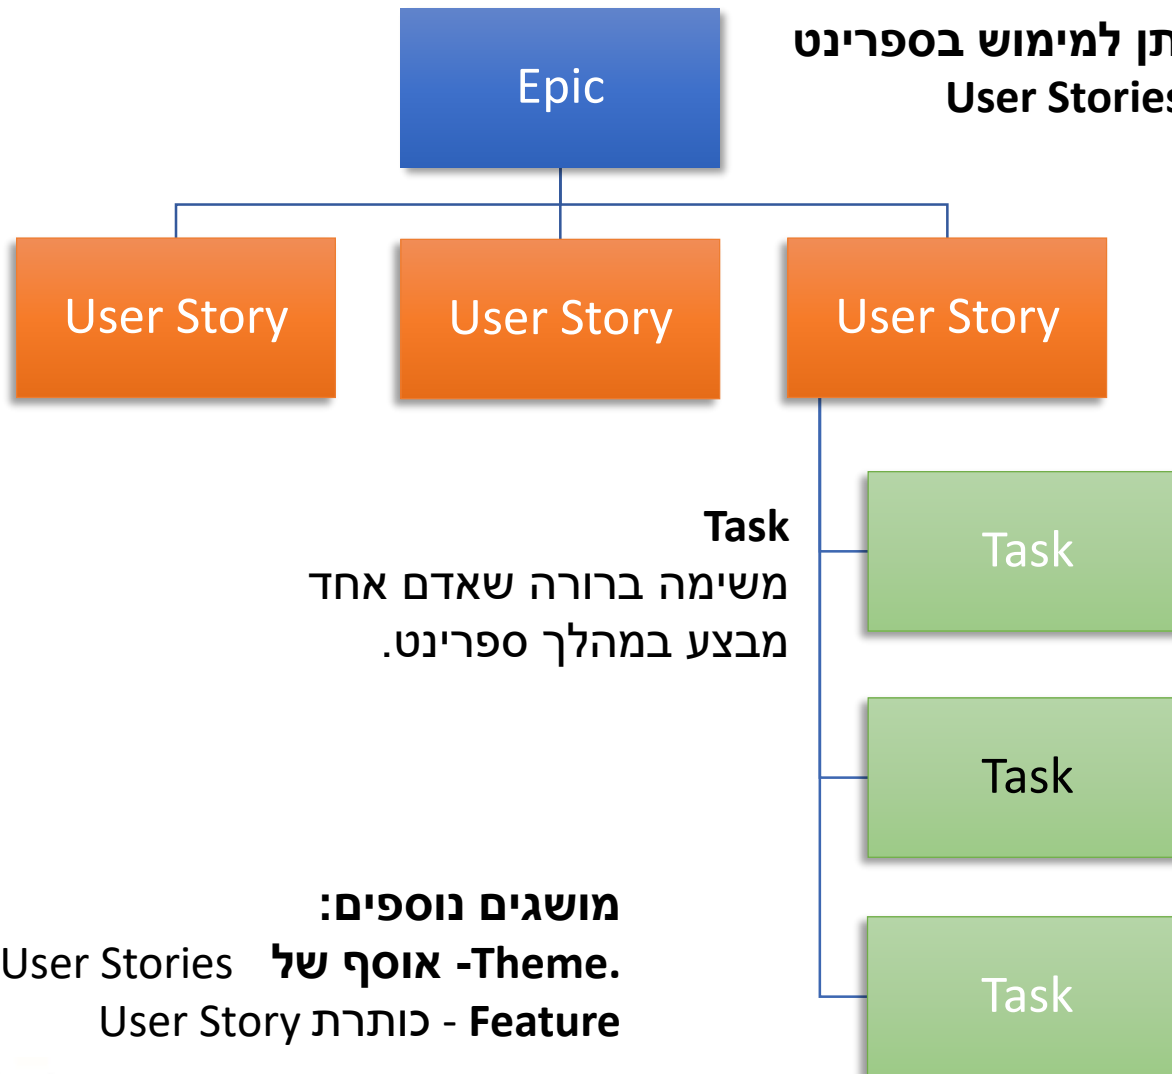 Epic
תן למימוש בספרינט
User Stories
User Story
User Story
User Story
Task
משימה ברורה שאדם אחד
מבצע במהלך ספרינט.
Task
Task
Task
מושגים נוספים:
Theme.- אוסף של User Stories
Feature - כותרת User Story